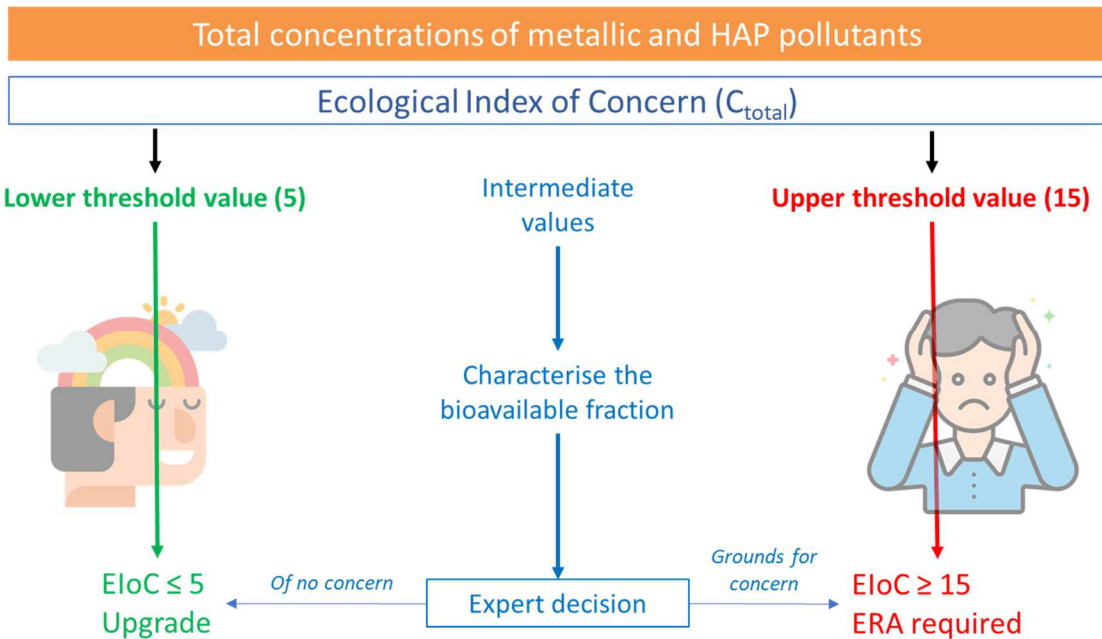 Total concentrations of metallic and HAP pollutants
Ecological Index of Concern (Ctotal)
Lower threshold value (5)
Intermediate
values
Upper threshold value (15)
Characterise the
bioavailable fraction
EIoC ≤ 5
Upgrade
Of no concern
Expert decision
Grounds for
concern
EIoC ≥ 15
ERA required